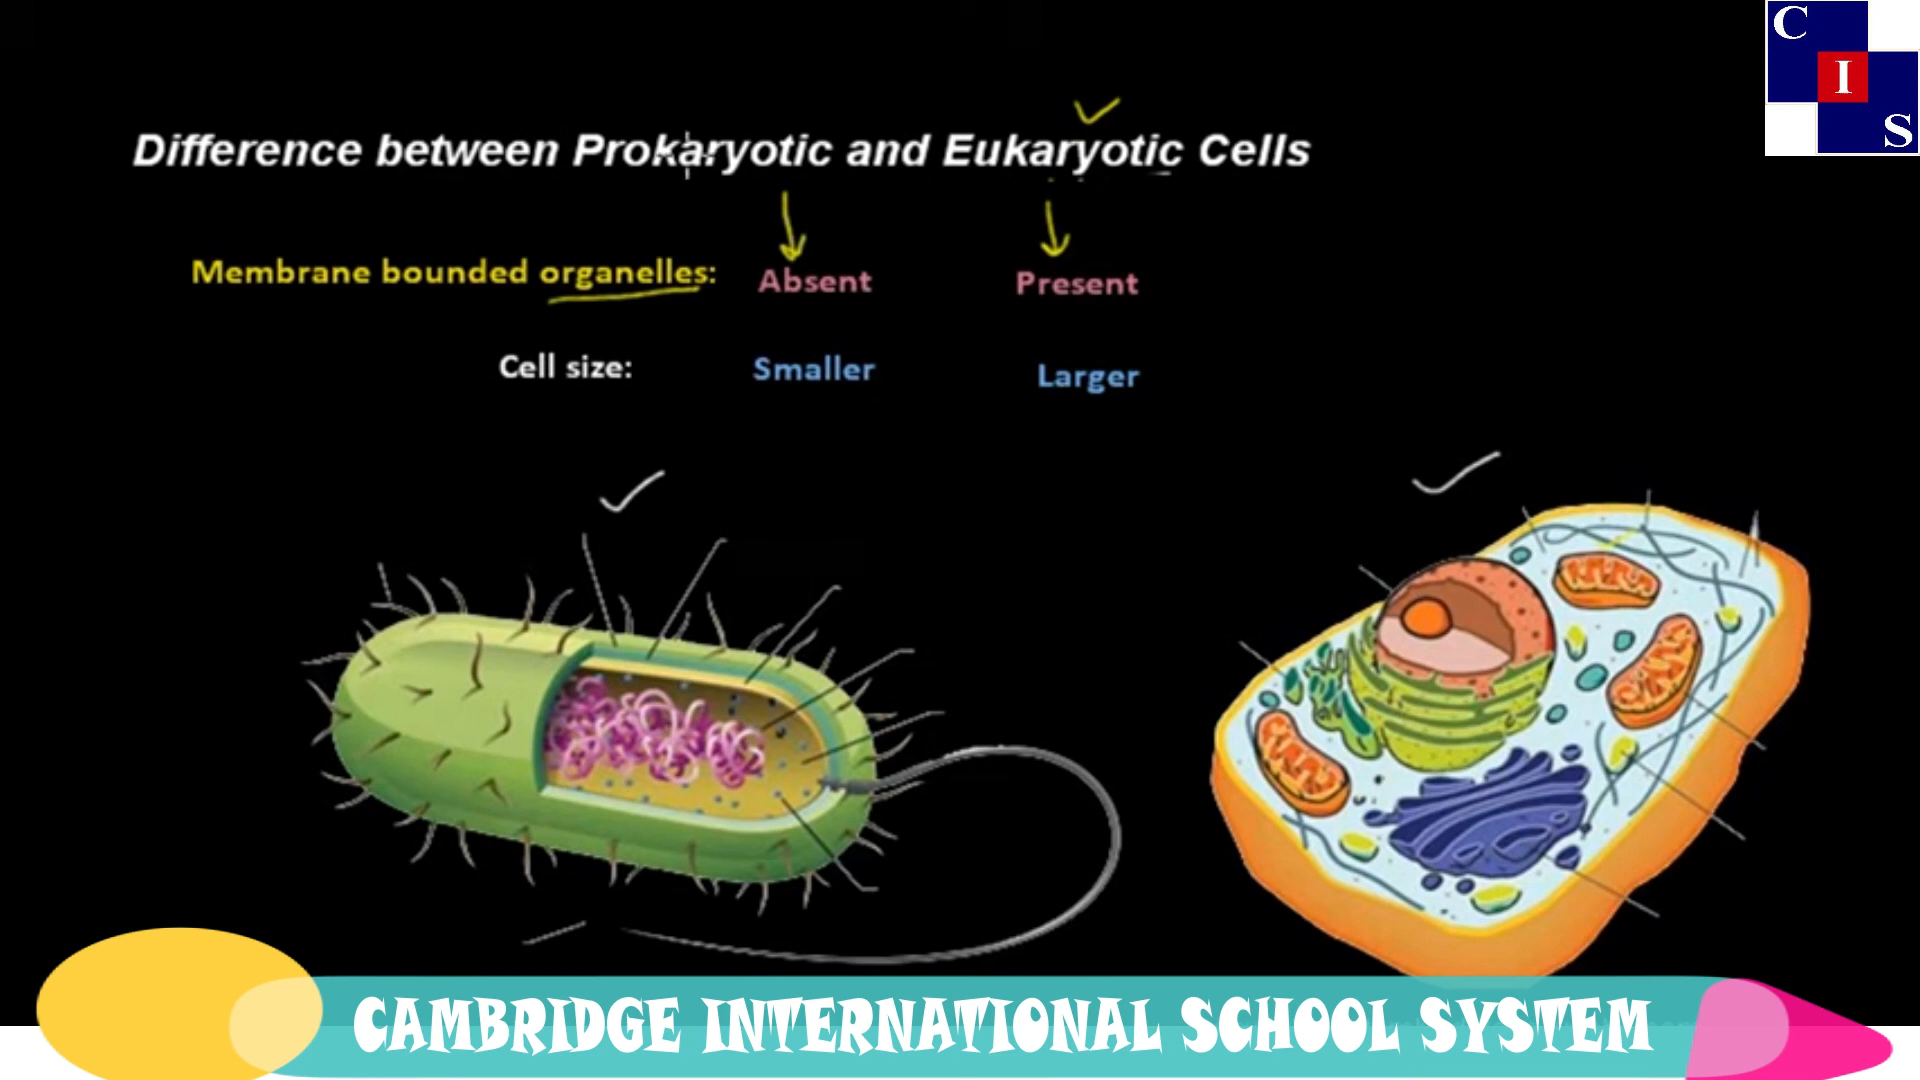 C
I
S
Difference between Prokaryotic and Eukaryotic Cells
Membrane bounded organelles: Absent Present
Cell size: Smaller Larger
CAMBRIDGE INTERNATIONAL SCHOOL SYSTEM